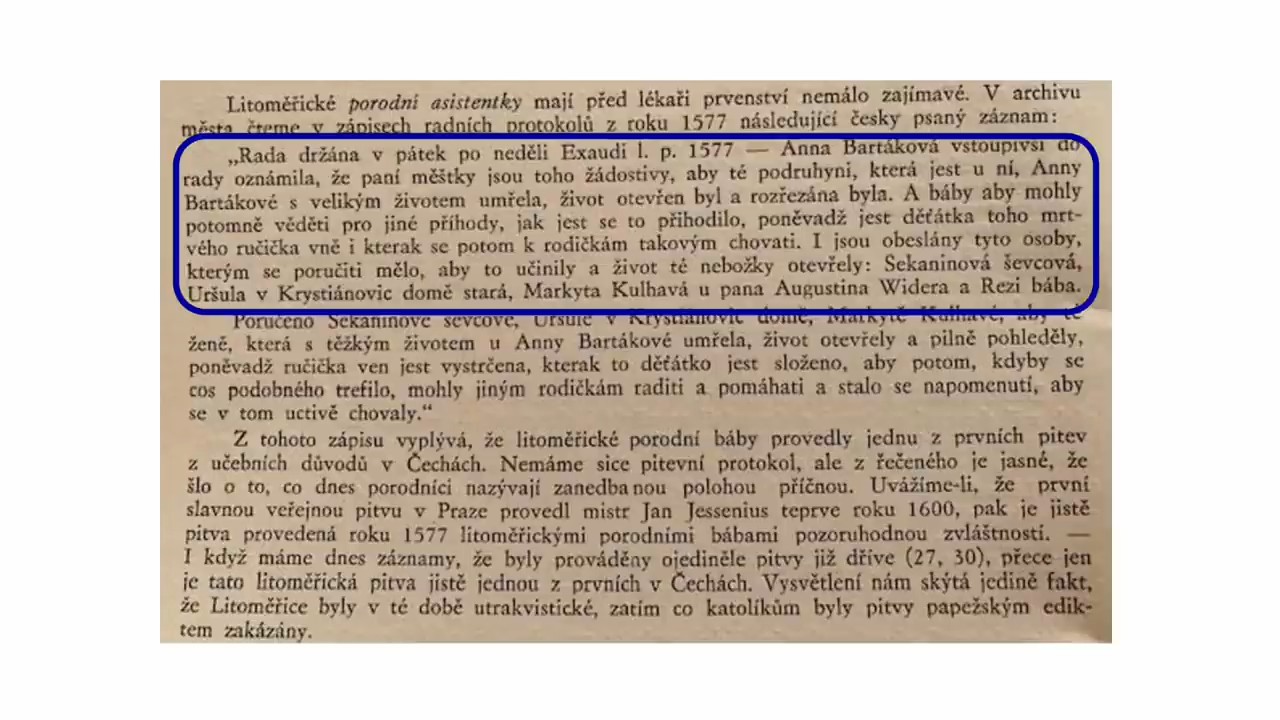 Litoměřické porodní asistentky mají před lékaři prvenství nemálo zajímavé. V archivu
města čteme v zápisech radních protokolů z roku 1577 následující česky psaný záznam:
„Rada držána v pátek po neděli Exaudi l. p. 1577 — Anna Bartáková vstoupivši do
rady oznámila, že paní měštky jsou toho žádostivy, aby té podruhyni, která jest u ní, Anny
Bartákové s velikým životem umřela, život otevřen byl a rozřezána byla. A báby aby mohly
potomně věděti pro jiné příhody, jak jest se to přihodilo, poněvadž jest děťátka toho mrt-
vého ručička vně i kterak se potom k rodičkám takovým chovati. I jsou obeslány tyto osoby,
kterým se poručiti mělo, aby to učinily a život té nebožky otevřely: Sekaninová ševcová,
Uršula v Krystiánovic domě stará, Markyta Kulhavá u pana Augustina Widera a Rezi bába.
Poručeno Sekaninové ševcové, Uršule v Krystiánovic domě, Markytě Kulhavé, aby té
ženě, která s těžkým životem u Anny Bartákové umřela, život otevřely a pilně pohleděly,
poněvadž ručička ven jest vystrčena, kterak to děťátko jest složeno, aby potom, kdyby se
cos podobného trefilo, mohly jiným rodičkám raditi a pomáhati a stalo se napomenutí, aby
se v tom uctivě chovaly.“
Z tohoto zápisu vyplývá, že litoměřické porodní báby provedly jednu z prvních pitev
z učebních důvodů v Čechách. Nemáme sice pitevní protokol, ale z řečeného je jasné, že
šlo o to, co dnes porodníci nazývají zanedbanou polohou příčnou. Uvážíme-li, že první
slavnou veřejnou pitvu v Praze provedl mistr Jan Jessenius teprve roku 1600, pak je jistě
pitva provedená roku 1577 litoměřickými porodními bábami pozoruhodnou zvláštností. —
I když máme dnes záznamy, že byly prováděny ojediněle pitvy již dříve (27, 30), přece jen
je tato litoměřická pitva jistě jednou z prvních v Čechách. Vysvětlení nám skýtá jedině fakt,
že Litoměřice byly v té době utrakvistické, zatím co katolíkům byly pitvy papežským edik-
tem zakázány.